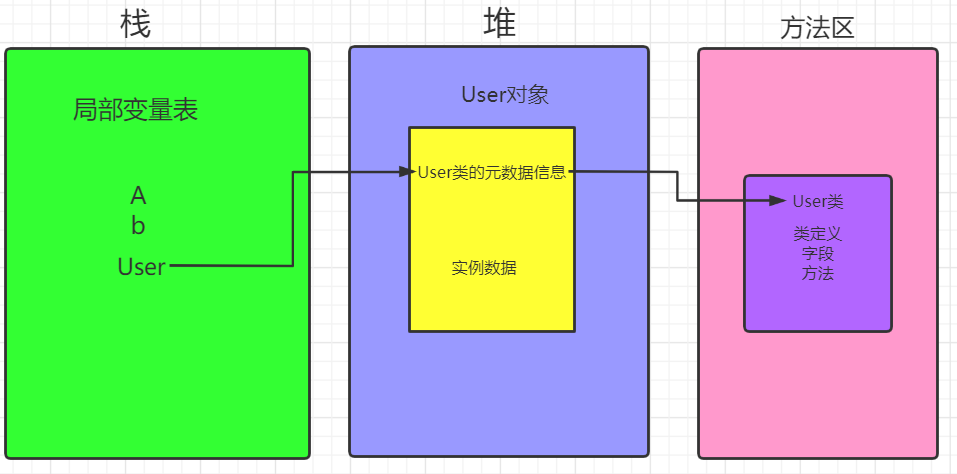 栈
局部变量表
A
b
User
堆
User对象
User类的元数据信息
实例数据
方法区
User类
类定义
字段
方法